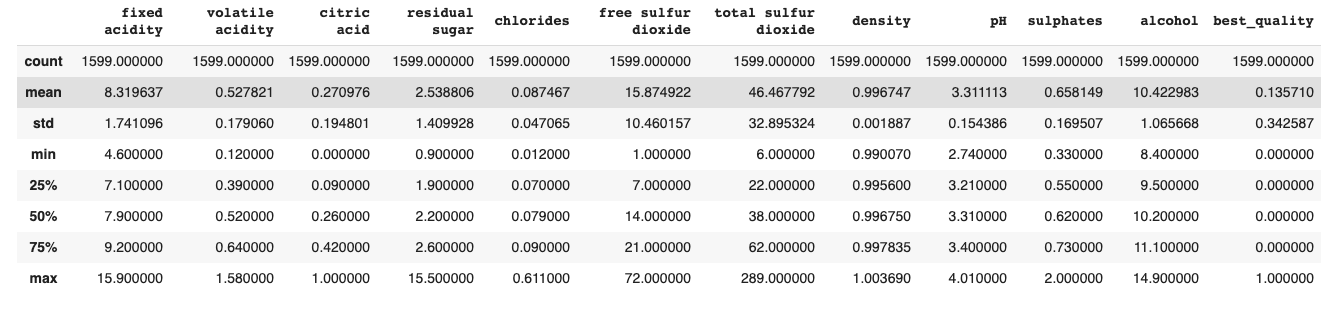 fixed acidity volatile acidity citric acid residual sugar chlorides free sulfur dioxide total sulfur dioxide density pH sulphates alcohol best_quality
count 1599.000000 1599.000000 1599.000000 1599.000000 1599.000000 1599.000000 1599.000000 1599.000000 1599.000000 1599.000000 1599.000000 1599.000000
mean 8.319637 0.527821 0.270976 2.538806 0.087467 15.874922 46.467792 0.996747 3.311113 0.658149 10.422983 0.135710
std 1.741096 0.179060 0.194801 1.409928 0.047065 10.460157 32.895324 0.001887 0.154386 0.169507 1.065668 0.342587
min 4.600000 0.120000 0.000000 0.900000 0.012000 1.000000 6.000000 0.990070 2.740000 0.330000 8.400000 0.000000
25% 7.100000 0.390000 0.090000 1.900000 0.070000 7.000000 22.000000 0.995600 3.210000 0.550000 9.500000 0.000000
50% 7.900000 0.520000 0.260000 2.200000 0.079000 14.000000 38.000000 0.996750 3.310000 0.620000 10.200000 0.000000
75% 9.200000 0.640000 0.420000 2.600000 0.090000 21.000000 62.000000 0.997835 3.400000 0.730000 11.100000 0.000000
max 15.900000 1.580000 1.000000 15.500000 0.611000 72.000000 289.000000 1.003690 4.010000 2.000000 14.900000 1.000000